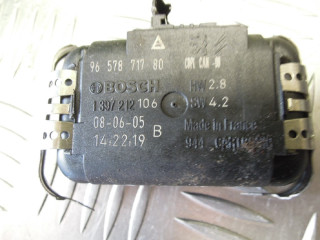 96 578 717 80
BOSCH
HW 2.8
1 397 212 106
SW 4.2
08-06-05
Made in France
14:22:19
B